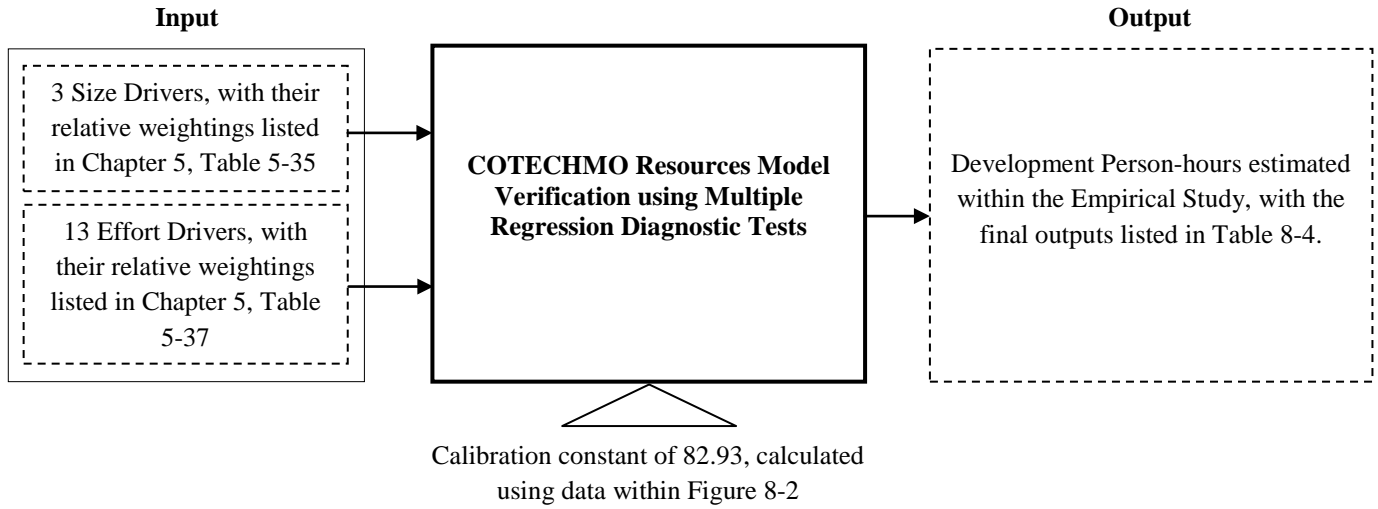 Input
Output
3 Size Drivers, with their
relative weightings listed
in Chapter 5, Table 5-35
13 Effort Drivers, with
their relative weightings
listed in Chapter 5, Table
5-37
COTECHMO Resources Model
Verification using Multiple
Regression Diagnostic Tests
Development Person-hours estimated
within the Empirical Study, with the
final outputs listed in Table 8-4.
Calibration constant of 82.93, calculated
using data within Figure 8-2